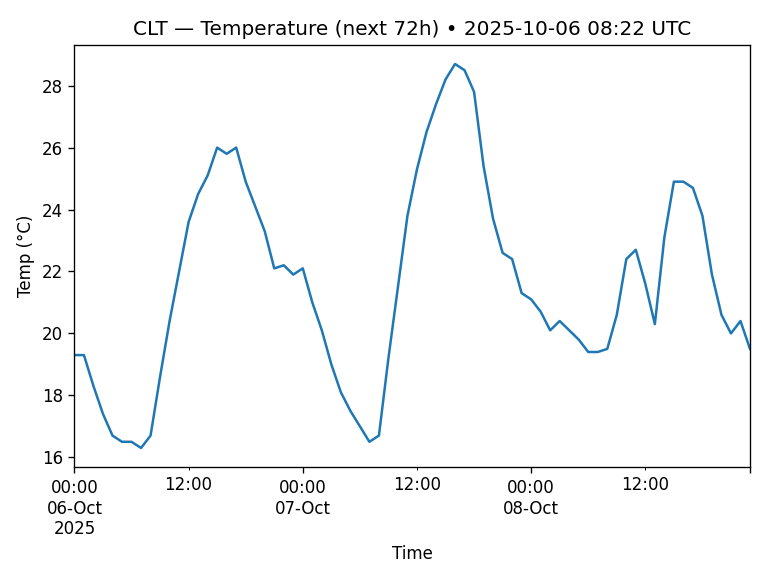 CLT — Temperature (next 72h) • 2025-10-06 08:22 UTC
28
26
24
22
20
18
16
Temp (°C)
00:00 12:00 00:00 12:00 00:00 12:00
06-Oct 07-Oct 08-Oct
2025
Time